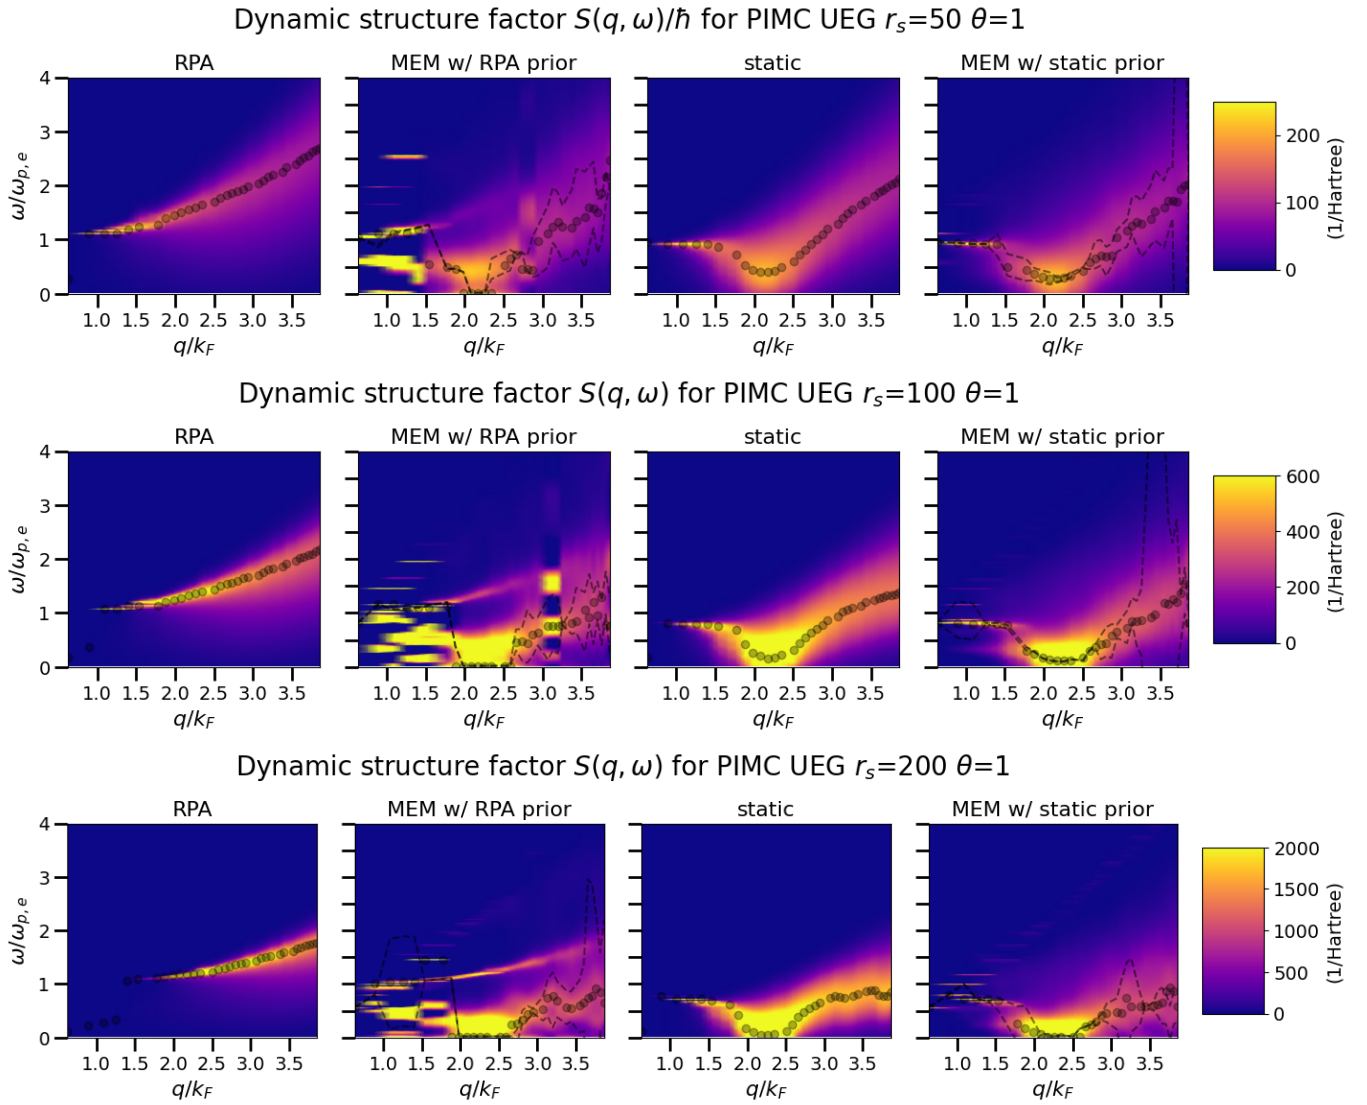 Dynamic structure factor S(q, ω)/ħ for PIMC UEG r_s=50 θ=1
RPA
MEM w/ RPA prior
static
MEM w/ static prior
4
3
2
1
0
ω/ω_{p,e}
1.0 1.5 2.0 2.5 3.0 3.5
1.0 1.5 2.0 2.5 3.0 3.5
1.0 1.5 2.0 2.5 3.0 3.5
1.0 1.5 2.0 2.5 3.0 3.5
q/k_F
q/k_F
q/k_F
q/k_F
200
100
0
(1/Hartree)
Dynamic structure factor S(q, ω) for PIMC UEG r_s=100 θ=1
RPA
MEM w/ RPA prior
static
MEM w/ static prior
4
3
2
1
0
ω/ω_{p,e}
1.0 1.5 2.0 2.5 3.0 3.5
1.0 1.5 2.0 2.5 3.0 3.5
1.0 1.5 2.0 2.5 3.0 3.5
1.0 1.5 2.0 2.5 3.0 3.5
q/k_F
q/k_F
q/k_F
q/k_F
600
400
200
0
(1/Hartree)
Dynamic structure factor S(q, ω) for PIMC UEG r_s=200 θ=1
RPA
MEM w/ RPA prior
static
MEM w/ static prior
4
3
2
1
0
ω/ω_{p,e}
1.0 1.5 2.0 2.5 3.0 3.5
1.0 1.5 2.0 2.5 3.0 3.5
1.0 1.5 2.0 2.5 3.0 3.5
1.0 1.5 2.0 2.5 3.0 3.5
q/k_F
q/k_F
q/k_F
q/k_F
2000
1500
1000
500
0
(1/Hartree)